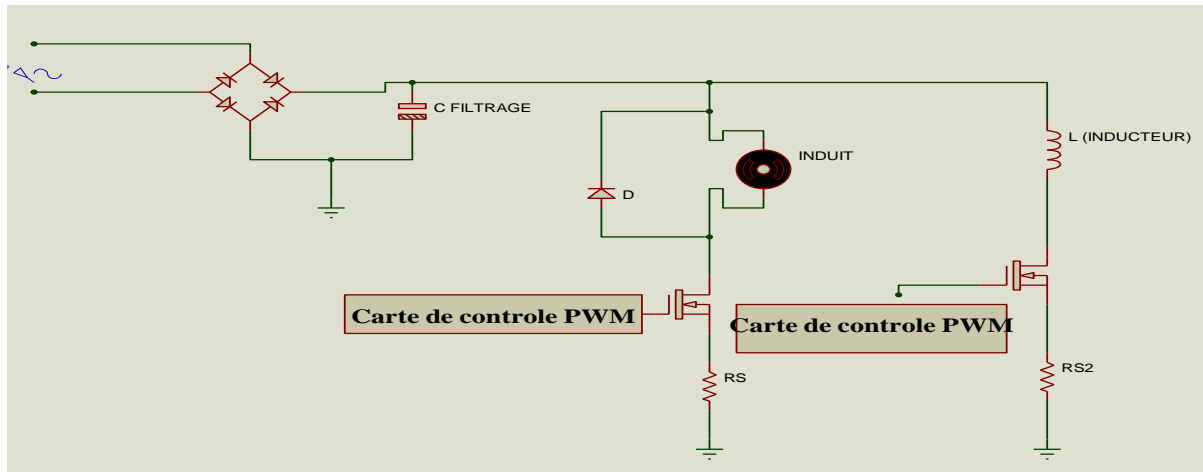 C FILTRAGE
L (INDUCTEUR)
INDUIT
D
Carte de controle PWM
Carte de controle PWM
RS
RS2